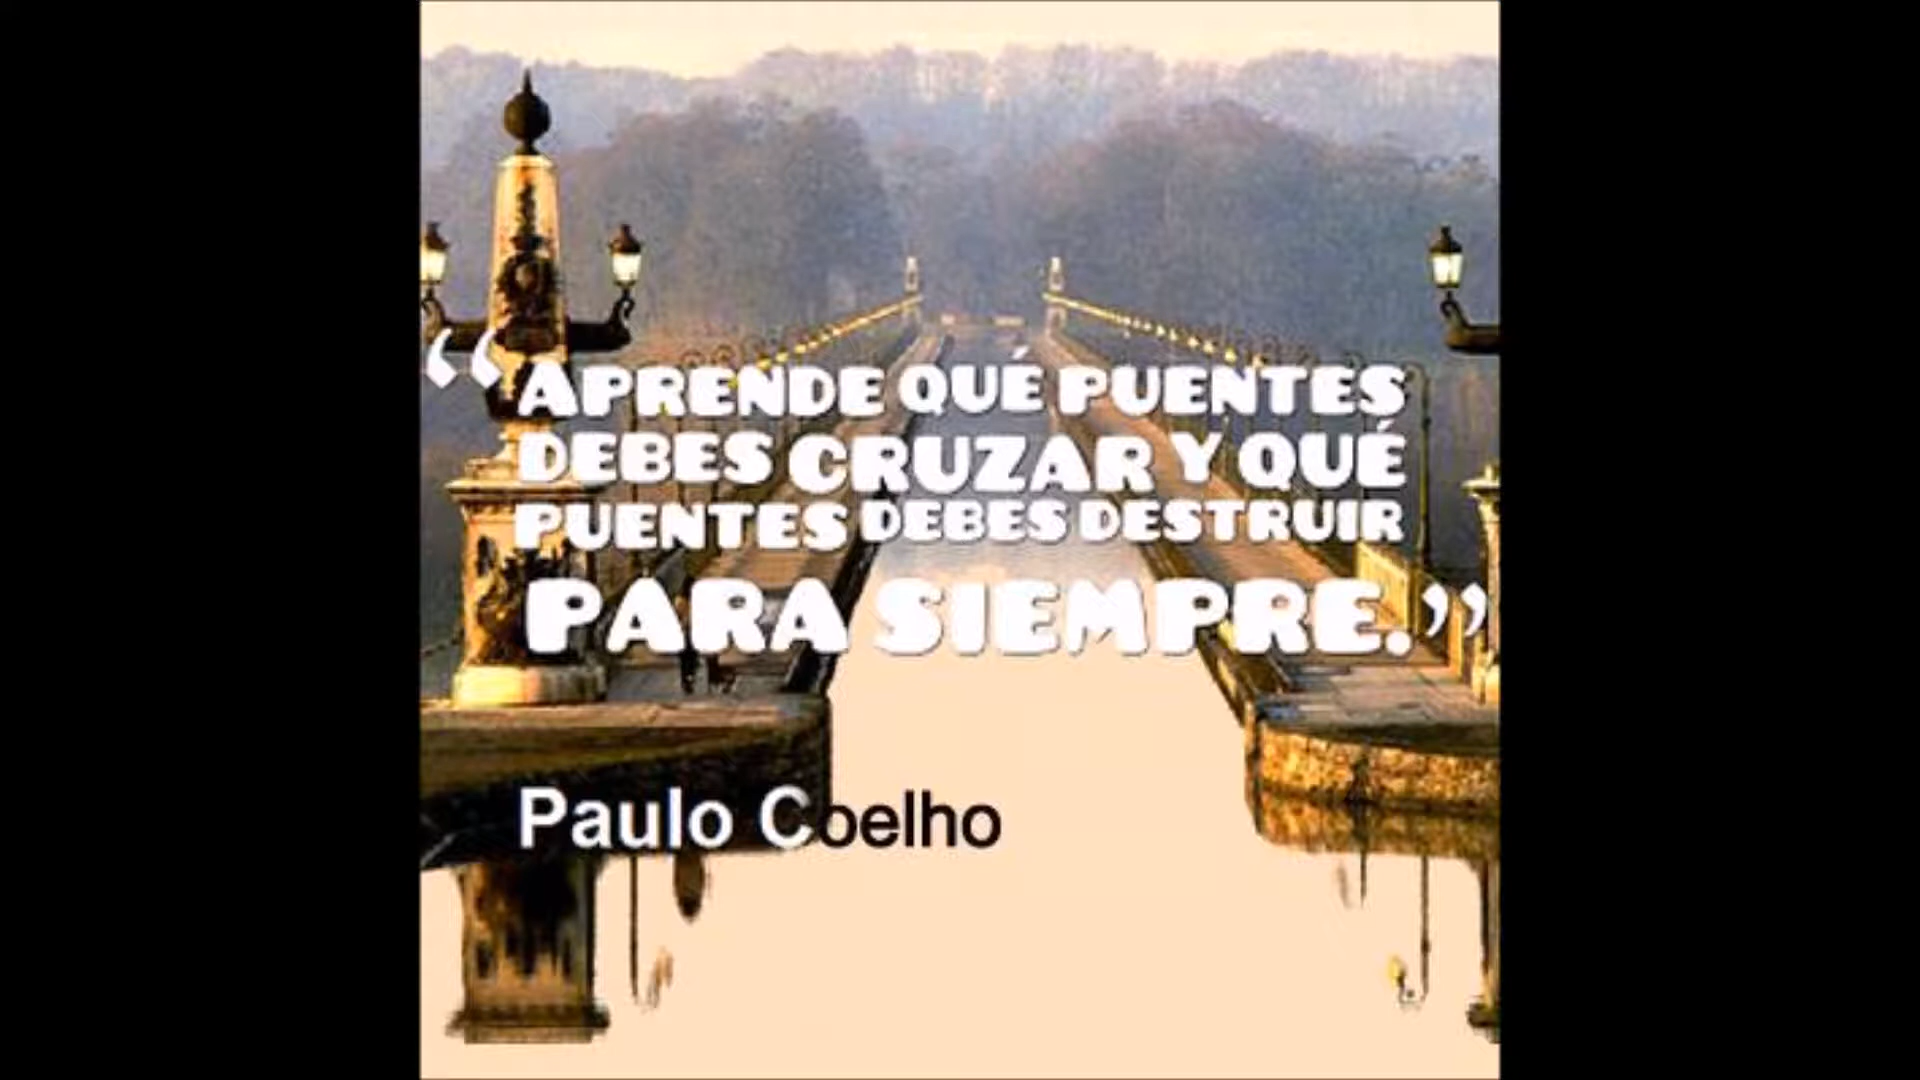 “APRENDE QUÉ PUENTES
DEBES CRUZAR Y QUÉ
PUENTES DEBES DESTRUIR
PARA SIEMPRE.”
Paulo Coelho